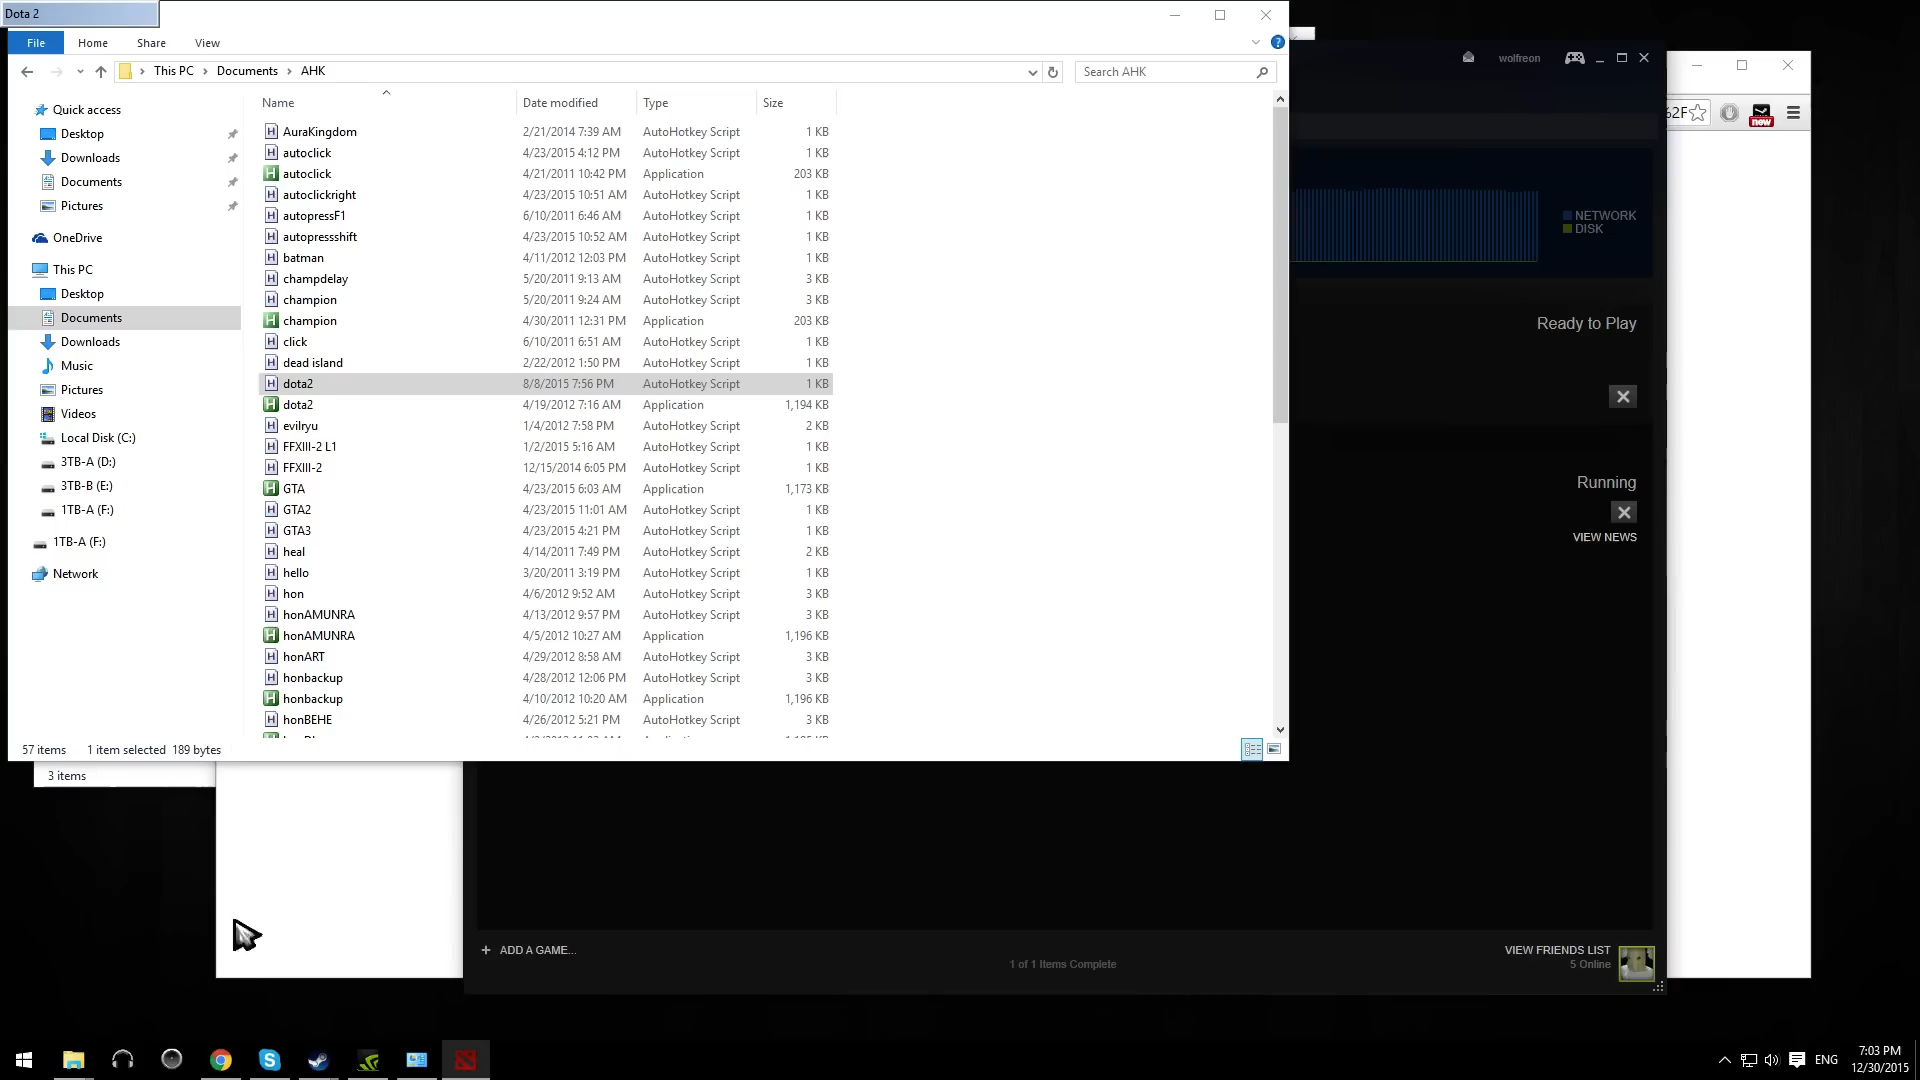 Dota 2
File Home Share View
This PC Documents AHK
Search AHK
Name Date modified Type Size
Quick access
Desktop
Downloads
Documents
Pictures
OneDrive
This PC
Desktop
Documents
Downloads
Music
Pictures
Videos
Local Disk (C:)
3TB-A (D:)
3TB-B (E:)
1TB-A (F:)
1TB-A (F:)
Network
AuraKingdom 2/21/2014 7:39 AM AutoHotkey Script 1 KB
autoclick 4/23/2015 4:12 PM AutoHotkey Script 1 KB
autoclick 4/21/2011 10:42 PM Application 203 KB
autoclickright 4/23/2015 10:51 AM AutoHotkey Script 1 KB
autopressF1 6/10/2011 6:46 AM AutoHotkey Script 1 KB
autopressshift 4/23/2015 10:52 AM AutoHotkey Script 1 KB
batman 4/11/2012 12:03 PM AutoHotkey Script 1 KB
champdelay 5/20/2011 9:13 AM AutoHotkey Script 3 KB
champion 5/20/2011 9:24 AM AutoHotkey Script 3 KB
champion 4/30/2011 12:31 PM Application 203 KB
click 6/10/2011 6:51 AM AutoHotkey Script 1 KB
dead island 2/22/2012 1:50 PM AutoHotkey Script 1 KB
dota2 8/8/2015 7:56 PM AutoHotkey Script 1 KB
dota2 4/19/2012 7:16 AM Application 1,194 KB
evilryu 1/4/2012 7:58 PM AutoHotkey Script 2 KB
FFXIII-2 L1 1/2/2015 5:16 AM AutoHotkey Script 1 KB
FFXIII-2 12/15/2014 6:05 PM AutoHotkey Script 1 KB
GTA 4/23/2015 6:03 AM Application 1,173 KB
GTA2 4/23/2015 11:01 AM AutoHotkey Script 1 KB
GTA3 4/23/2015 4:21 PM AutoHotkey Script 1 KB
heal 4/14/2011 7:49 PM AutoHotkey Script 2 KB
hello 3/20/2011 3:19 PM AutoHotkey Script 1 KB
hon 4/6/2012 9:52 AM AutoHotkey Script 3 KB
honAMUNRA 4/13/2012 9:57 PM AutoHotkey Script 3 KB
honAMUNRA 4/5/2012 10:27 AM Application 1,196 KB
honART 4/29/2012 8:58 AM AutoHotkey Script 3 KB
honbackup 4/28/2012 12:06 PM AutoHotkey Script 3 KB
honbackup 4/10/2012 10:20 AM Application 1,196 KB
honBEHE 4/26/2012 5:21 PM AutoHotkey Script 3 KB
57 items 1 item selected 189 bytes
3 items
wolfreon
2F
new
NETWORK
DISK
Ready to Play
Running
VIEW NEWS
+ ADD A GAME...
1 of 1 Items Complete
VIEW FRIENDS LIST
5 Online
ENG
7:03 PM
12/30/2015